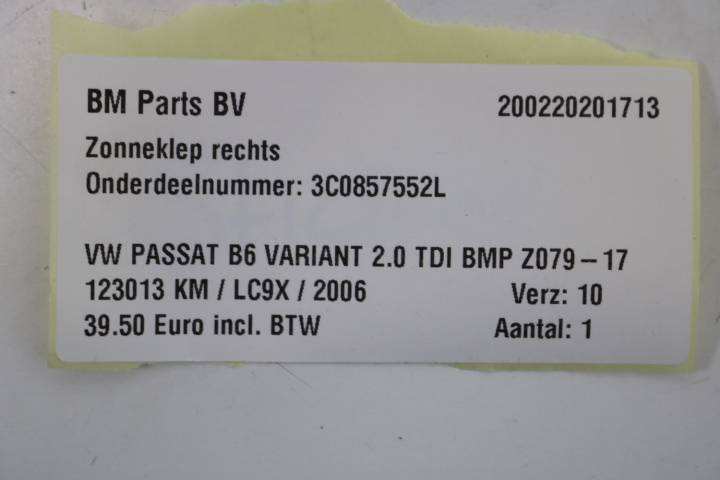 BM Parts BV 200220201713
Zonneklep rechts
Onderdeelnummer: 3C0857552L
VW PASSAT B6 VARIANT 2.0 TDI BMP Z079-17
123013 KM / LC9X / 2006 Verz: 10
39.50 Euro incl. BTW Aantal: 1